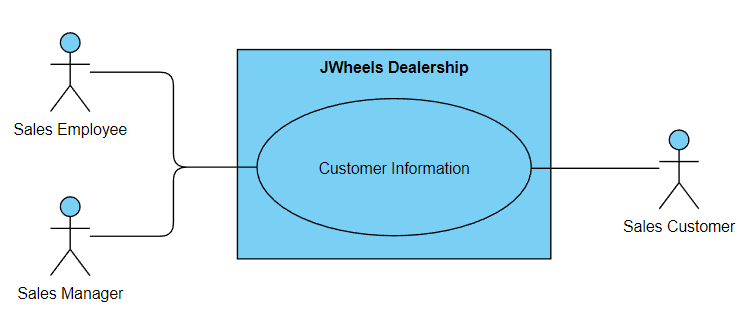 JWheels Dealership
Sales Employee
Customer Information
Sales Customer
Sales Manager